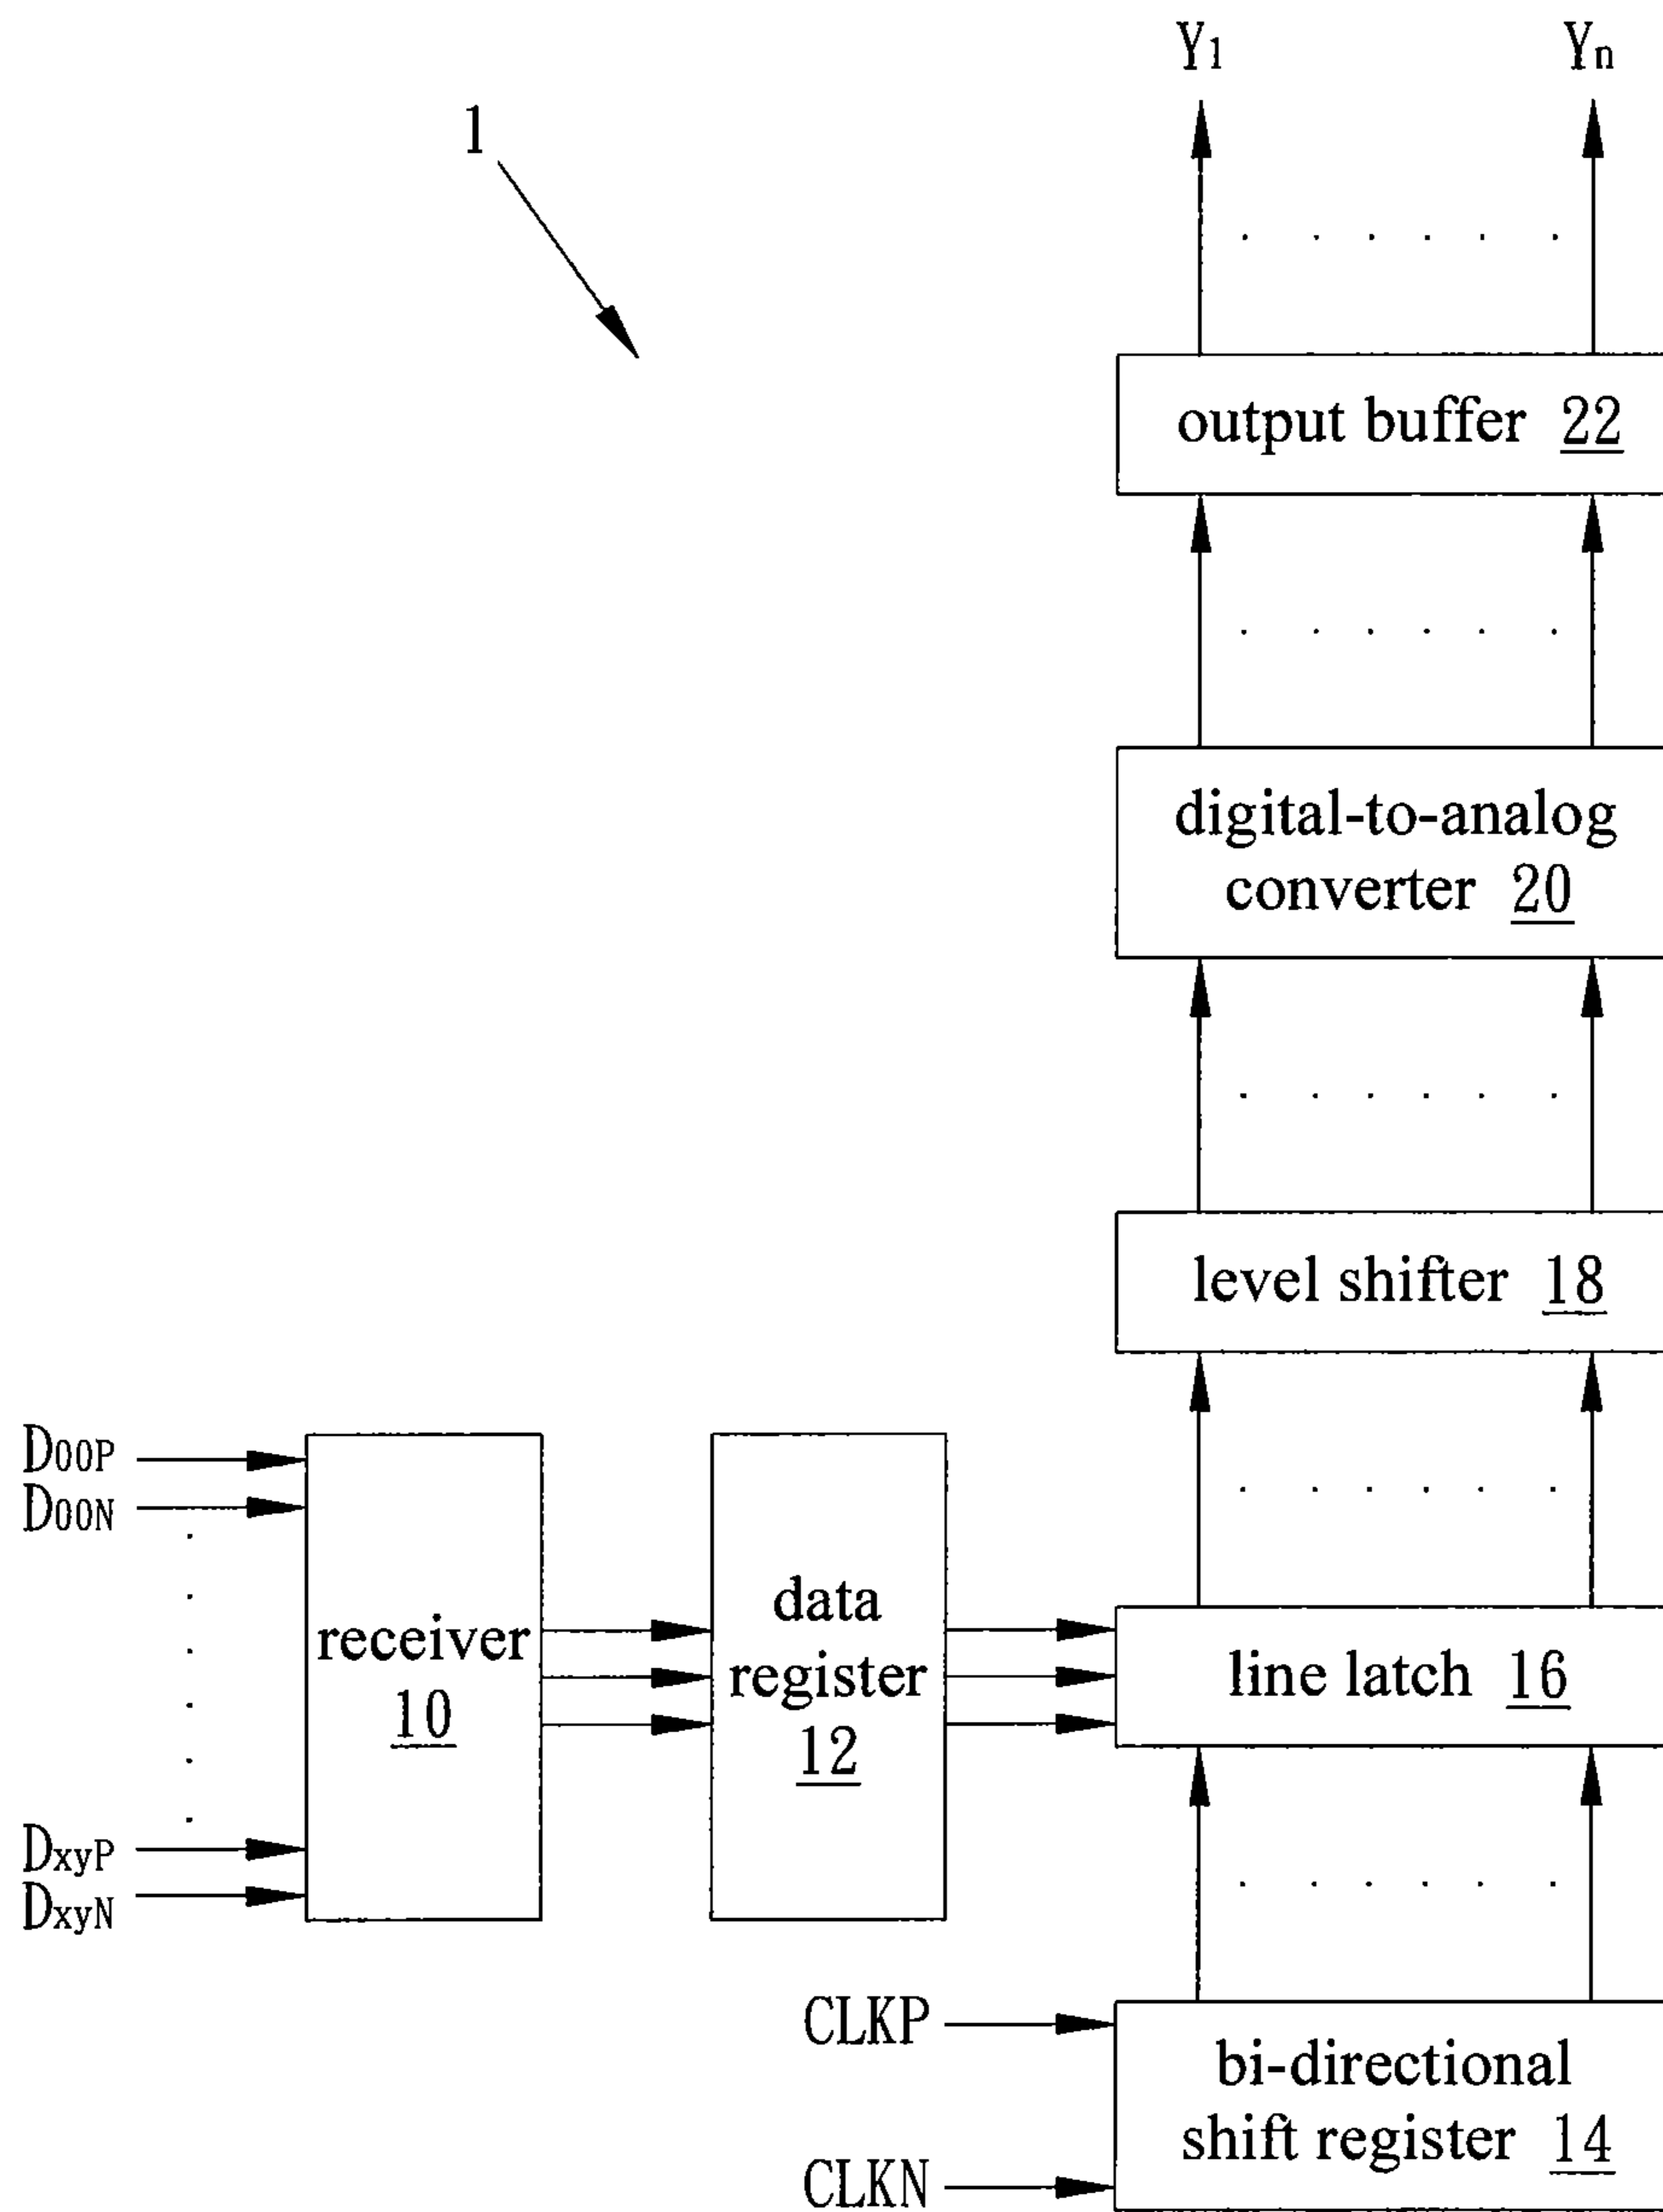 Y1 Yn
1
output buffer 22
digital-to-analog
converter 20
level shifter 18
D00P
D00N
receiver
10
data
register
12
line latch 16
DxyP
DxyN
CLKP
CLKN
bi-directional
shift register 14